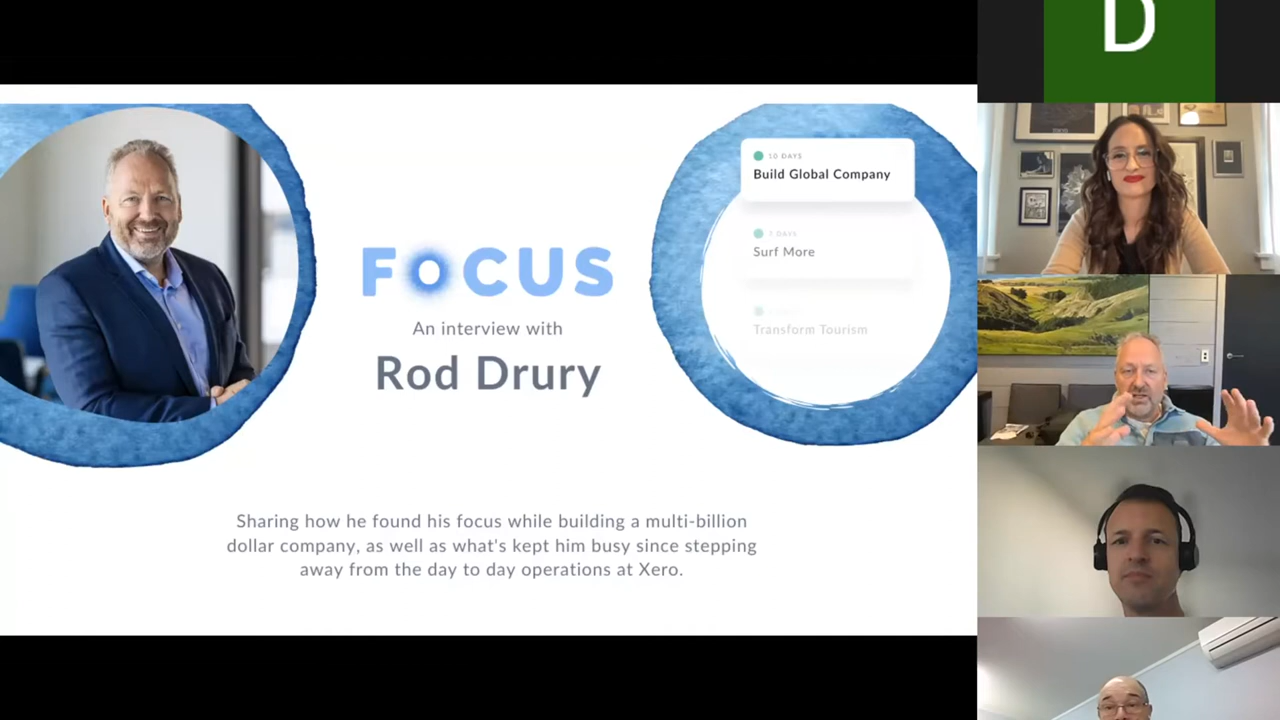 FOCUS
An interview with
Rod Drury
10 DAYS
Build Global Company
7 DAYS
Surf More
Transform Tourism
Sharing how he found his focus while building a multi-billion
dollar company, as well as what's kept him busy since stepping
away from the day to day operations at Xero.
D